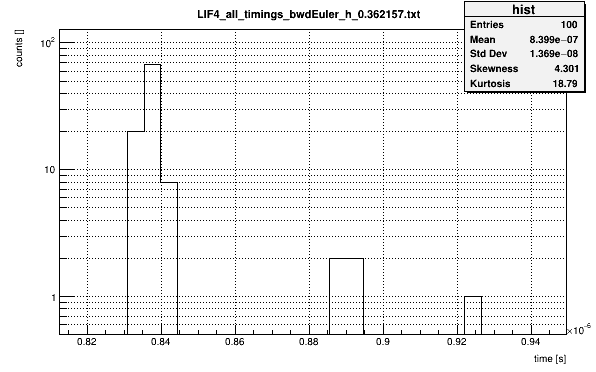 LIF4_all_timings_bwdEuler_h_0.362157.txt
hist
Entries 100
Mean 8.399e−07
Std Dev 1.369e−08
Skewness 4.301
Kurtosis 18.79
counts []
10²
10
1
0.82 0.84 0.86 0.88 0.9 0.92 0.94
×10⁻⁶
time [s]